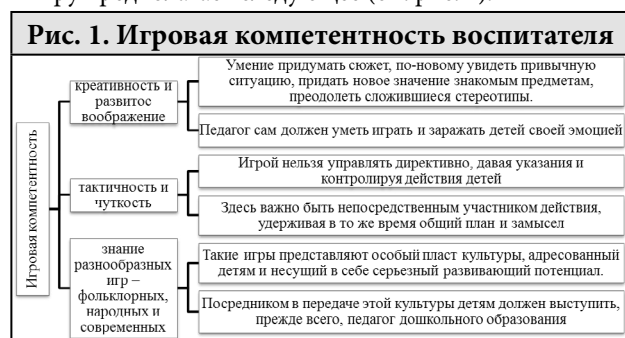 Рис. 1. Игровая компетентность воспитателя
Игровая компетентность
креативность и
развитое
воображение
Умение придумать сюжет, по-новому увидеть привычную
ситуацию, придать новое значение знакомым предметам,
преодолеть сложившиеся стереотипы.
Педагог сам должен уметь играть и заражать детей своей эмоцией
тактичность и
чуткость
Игрой нельзя управлять директивно, давая указания и
контролируя действия детей
Здесь важно быть непосредственным участником действия,
удерживая в то же время общий план и замысел
знание
разнообразных
игр –
фольклорных,
народных и
современных
Такие игры представляют особый пласт культуры, адресованный
детям и несущий в себе серьезный развивающий потенциал.
Посредником в передаче этой культуры детям должен выступить,
прежде всего, педагог дошкольного образования